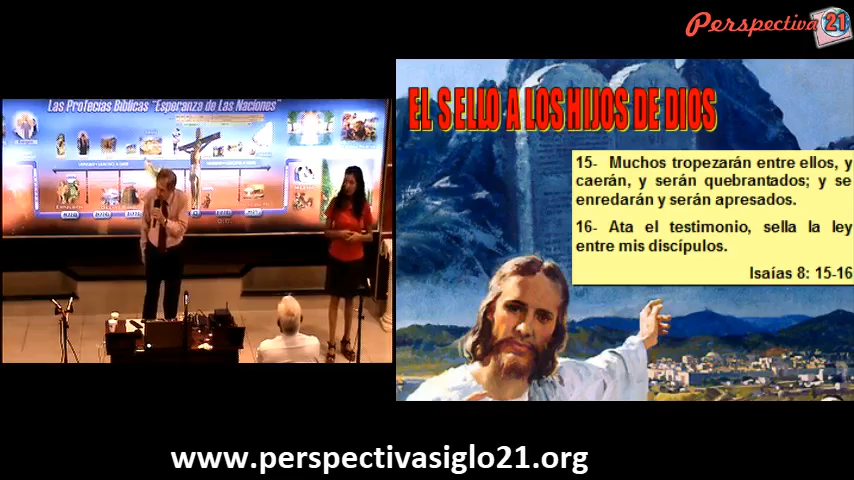 Perspectiva 21
Las Profecías Bíblicas "Esperanza de Las Naciones"
EL SELLO A LOS HIJOS DE DIOS
15- Muchos tropezarán entre ellos, y
caerán, y serán quebrantados; y se
enredarán y serán apresados.
16- Ata el testimonio, sella la ley
entre mis discípulos.
Isaías 8: 15-16
www.perspectivasiglo21.org